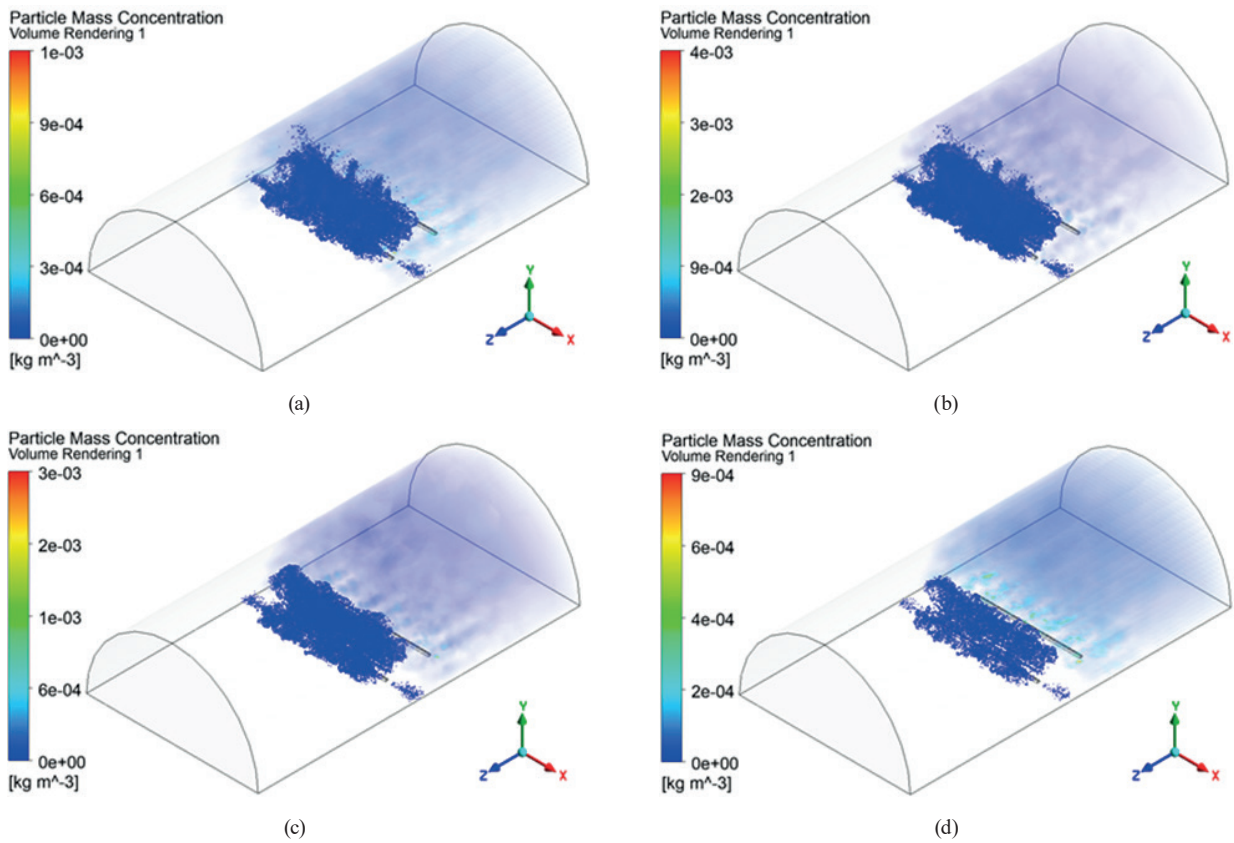 Particle Mass Concentration
Volume Rendering 1
1e-03
9e-04
6e-04
3e-04
0e+00
[kg m^-3]
Y
Z
X
(a)
Particle Mass Concentration
Volume Rendering 1
4e-03
3e-03
2e-03
9e-04
0e+00
[kg m^-3]
Y
Z
X
(b)
Particle Mass Concentration
Volume Rendering 1
3e-03
2e-03
1e-03
6e-04
0e+00
[kg m^-3]
Y
Z
X
(c)
Particle Mass Concentration
Volume Rendering 1
9e-04
6e-04
4e-04
2e-04
0e+00
[kg m^-3]
Y
Z
X
(d)